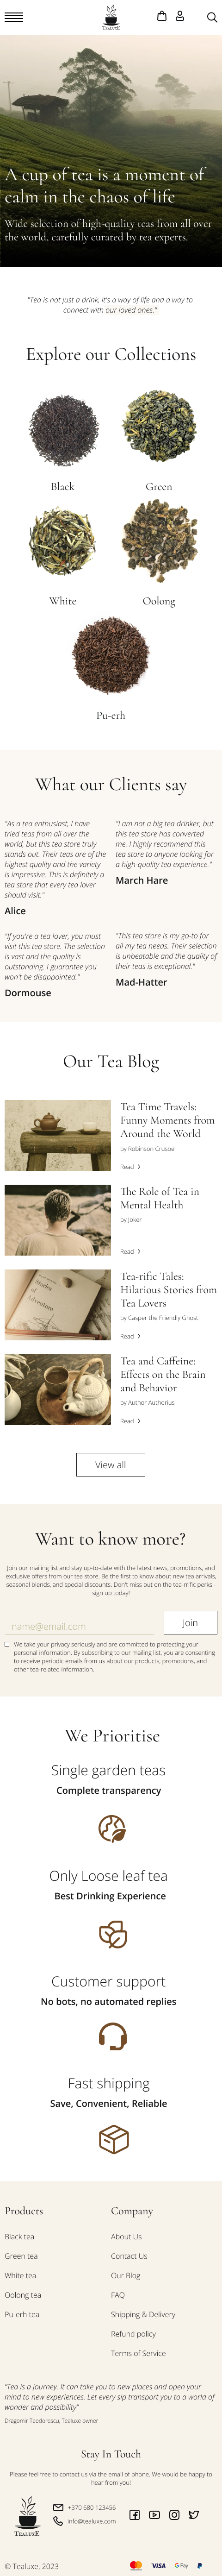 TEALUXE
A cup of tea is a moment of
calm in the chaos of life
Wide selection of high-quality teas from all over
the world, carefully curated by tea experts.
"Tea is not just a drink, it's a way of life and a way to
connect with our loved ones."
Explore our Collections
Black
Green
White
Oolong
Pu-erh
What our Clients say
"As a tea enthusiast, I have
tried teas from all over the
world, but this tea store truly
stands out. Their teas are of the
highest quality and the variety
is impressive. This is definitely a
tea store that every tea lover
should visit."
Alice
"I am not a big tea drinker, but
this tea store has converted
me. I highly recommend this
tea store to anyone looking for
a high-quality tea experience."
March Hare
"If you're a tea lover, you must
visit this tea store. The selection
is vast and the quality is
outstanding. I guarantee you
won't be disappointed."
Dormouse
"This tea store is my go-to for
all my tea needs. Their selection
is unbeatable and the quality of
their teas is exceptional."
Mad-Hatter
Our Tea Blog
Tea Time Travels:
Funny Moments from
Around the World
by Robinson Crusoe
Read
The Role of Tea in
Mental Health
by Joker
Read
Stories
of
Adventure
Tea-rific Tales:
Hilarious Stories from
Tea Lovers
by Casper the Friendly Ghost
Read
Tea and Caffeine:
Effects on the Brain
and Behavior
by Author Authorius
Read
View all
Want to know more?
Join our mailing list and stay up-to-date with the latest news, promotions, and
exclusive offers from our tea store. Be the first to know about new tea arrivals,
seasonal blends, and special discounts. Don't miss out on the tea-rrific perks -
sign up today!
name@email.com
Join
We take your privacy seriously and are committed to protecting your
personal information. By subscribing to our mailing list, you are consenting
to receive periodic emails from us about our products, promotions, and
other tea-related information.
We Prioritise
Single garden teas
Complete transparency
Only Loose leaf tea
Best Drinking Experience
Customer support
No bots, no automated replies
Fast shipping
Save, Convenient, Reliable
Products
Black tea
Green tea
White tea
Oolong tea
Pu-erh tea
Company
About Us
Contact Us
Our Blog
FAQ
Shipping & Delivery
Refund policy
Terms of Service
"Tea is a journey. It can take you to new places and open your
mind to new experiences. Let every sip transport you to a world of
wonder and possibility"
Dragomir Teodorescu, Tealuxe owner
Stay In Touch
Please feel free to contact us via the email of phone. We would be happy to
hear from you!
TEALUXE
+370 680 123456
info@tealuxe.com
© Tealuxe, 2023
VISA
G Pay